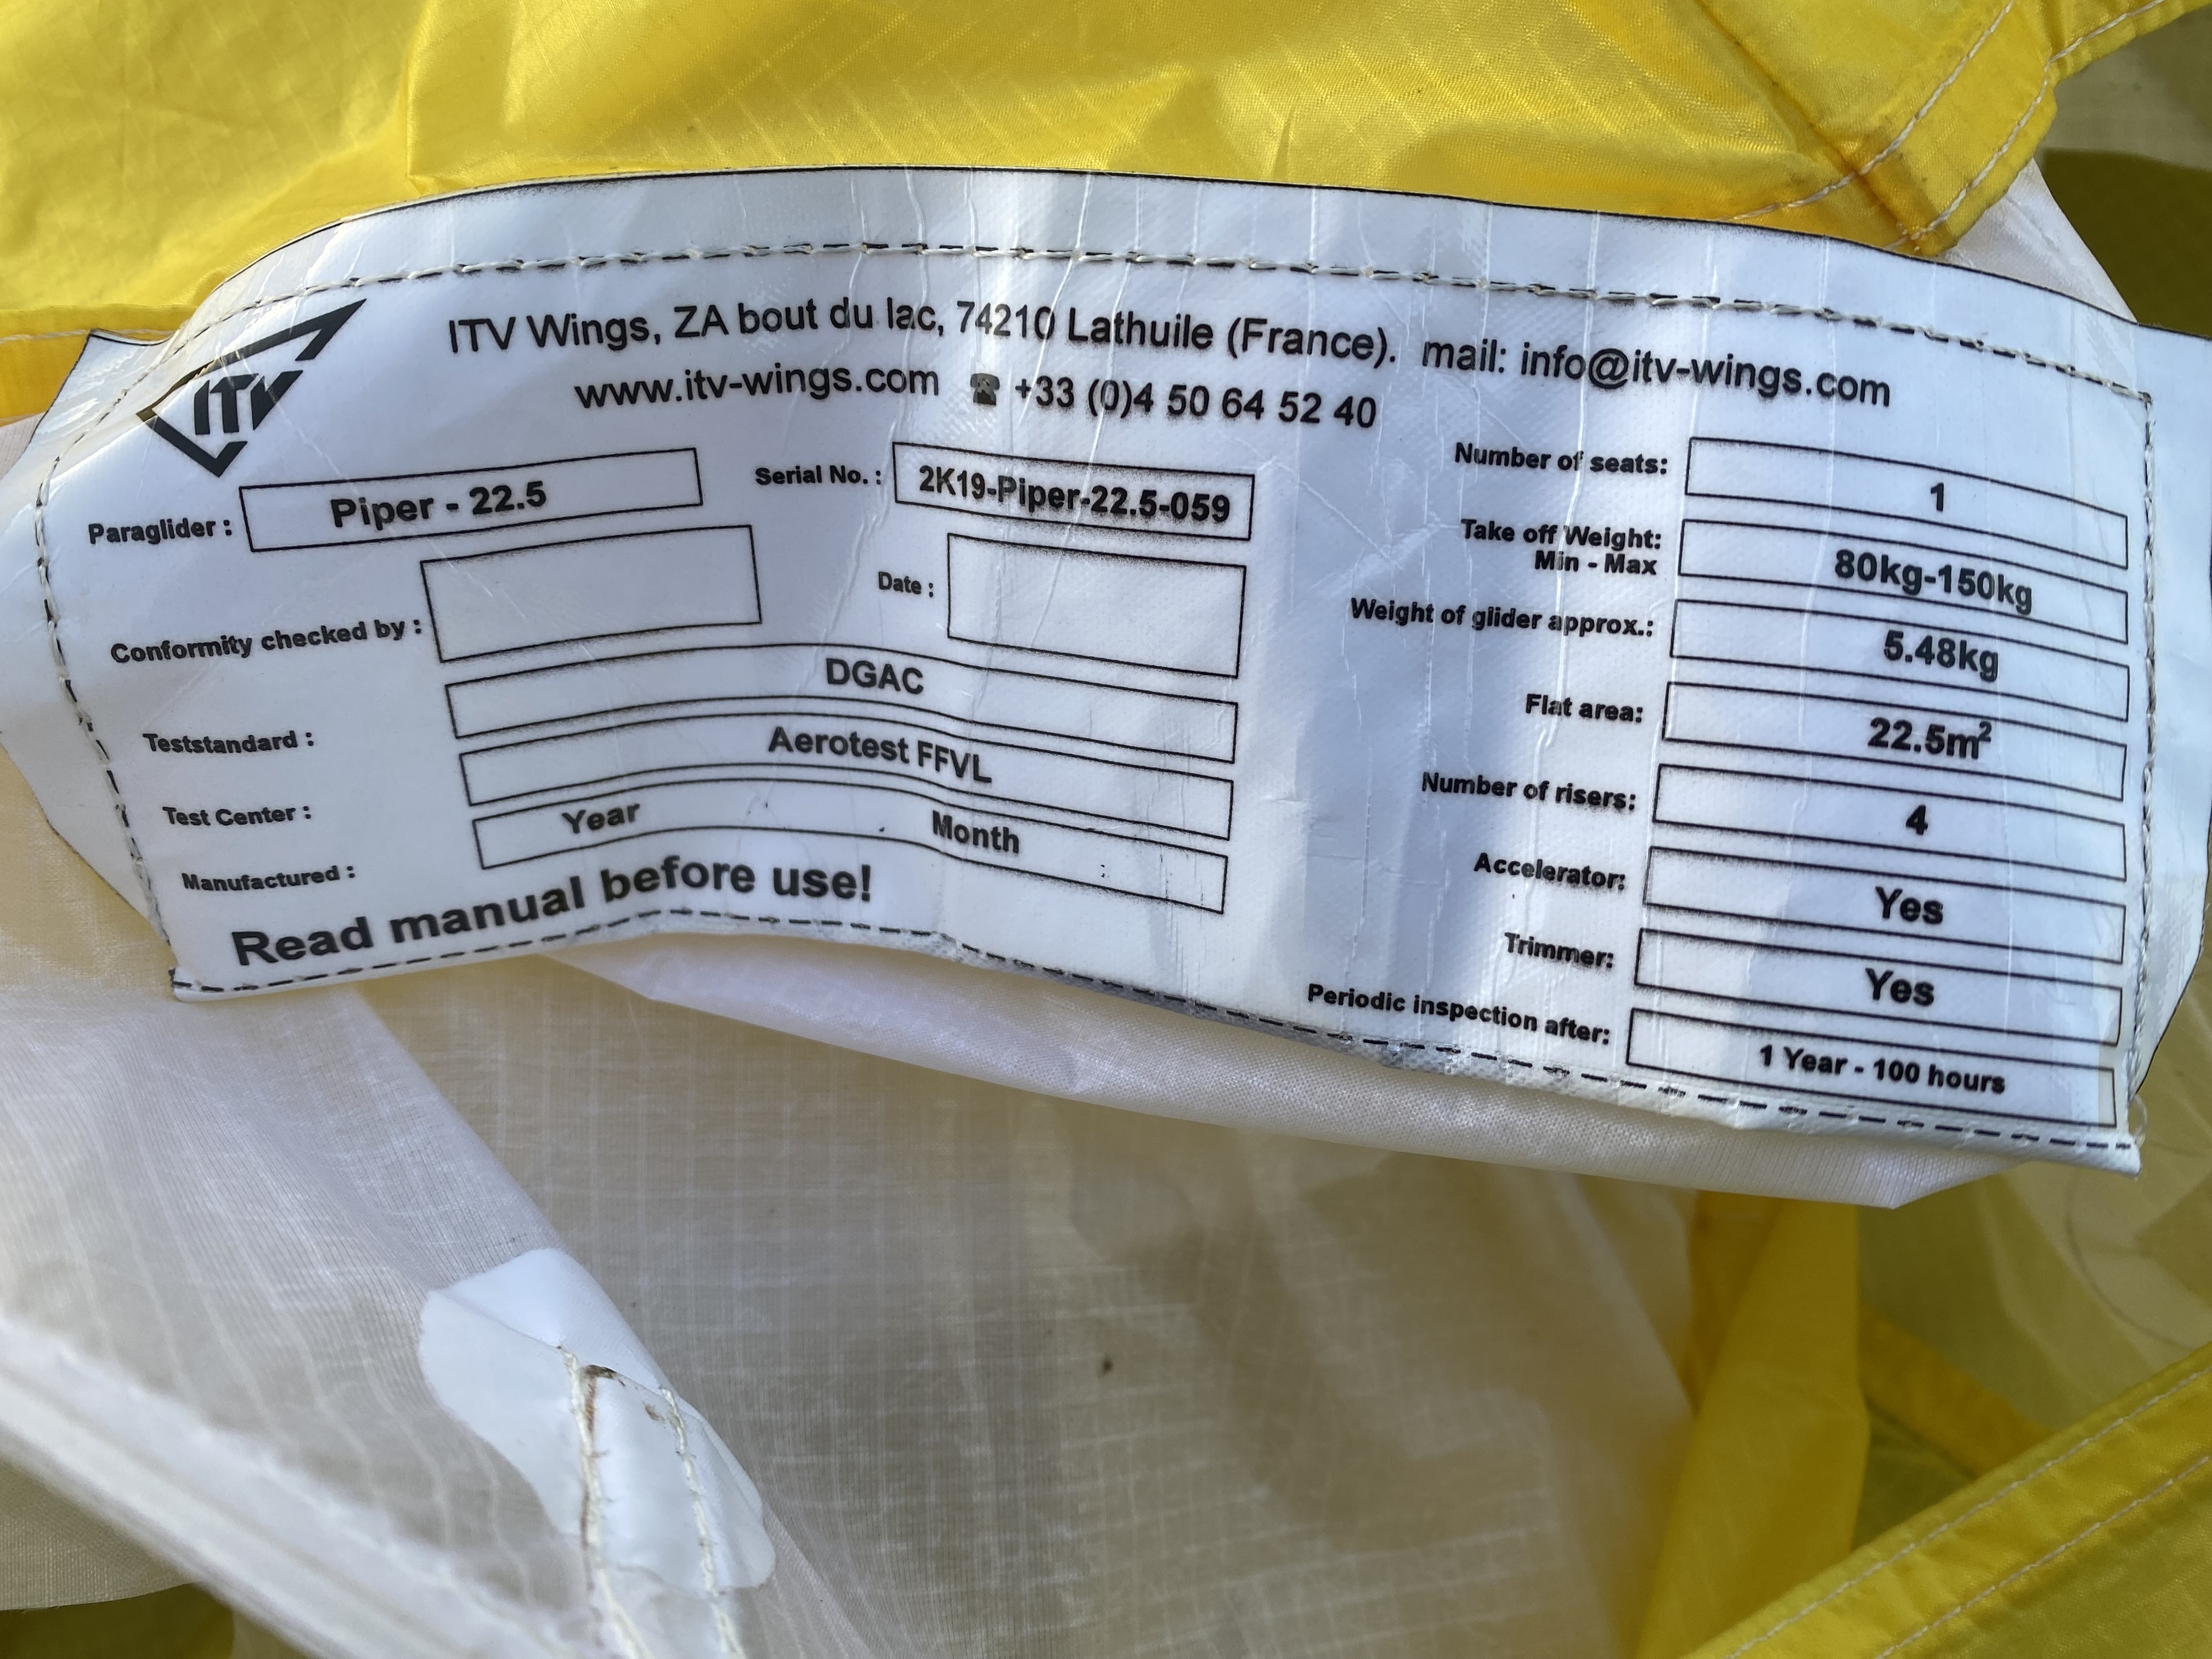 ITV
ITV Wings, ZA bout du lac, 74210 Lathuile (France). mail: info@itv-wings.com
www.itv-wings.com ☎ +33 (0)4 50 64 52 40
Paraglider : Piper - 22.5
Serial No. : 2K19-Piper-22.5-059
Conformity checked by :
Date :
Teststandard : DGAC
Test Center : Aerotest FFVL
Manufactured : Year Month
Read manual before use!
Number of seats: 1
Take off Weight:
Min - Max 80kg-150kg
Weight of glider approx.: 5.48kg
Flat area: 22.5m²
Number of risers: 4
Accelerator: Yes
Trimmer: Yes
Periodic inspection after: 1 Year - 100 hours